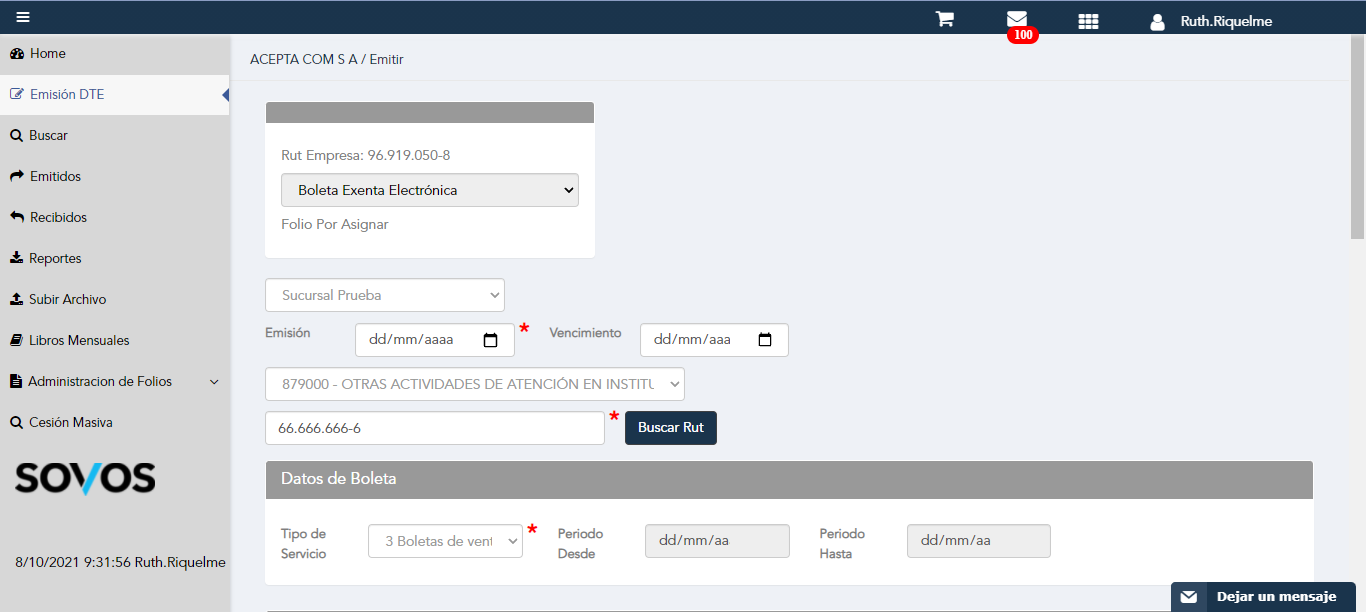 100
Ruth.Riquelme
Home
Emisión DTE
Buscar
Emitidos
Recibidos
Reportes
Subir Archivo
Libros Mensuales
Administracion de Folios
Cesión Masiva
SOVOS
8/10/2021 9:31:56 Ruth.Riquelme
ACEPTA COM S A / Emitir
Rut Empresa: 96.919.050-8
Boleta Exenta Electrónica
Folio Por Asignar
Sucursal Prueba
Emisión dd/mm/aaaa * Vencimiento dd/mm/aaa
879000 - OTRAS ACTIVIDADES DE ATENCIÓN EN INSTITU
66.666.666-6 * Buscar Rut
Datos de Boleta
Tipo de Servicio 3 Boletas de vent * Periodo Desde dd/mm/aa Periodo Hasta dd/mm/aa
Dejar un mensaje